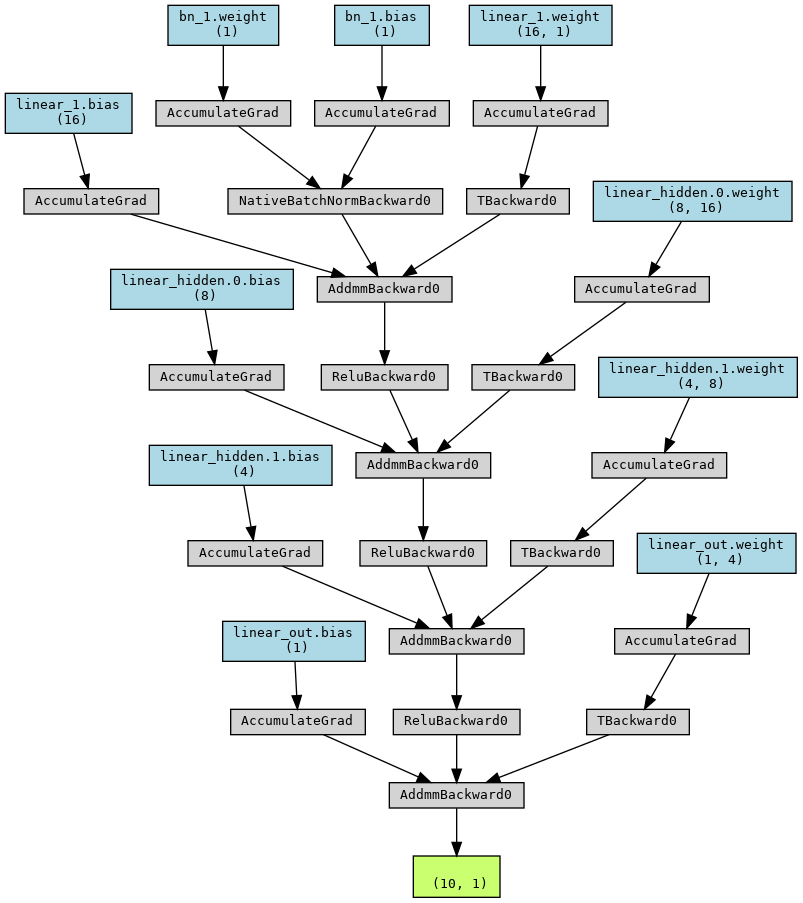 bn_1.weight
(1)
bn_1.bias
(1)
linear_1.weight
(16, 1)
linear_1.bias
(16)
AccumulateGrad
AccumulateGrad
AccumulateGrad
AccumulateGrad
NativeBatchNormBackward0
TBackward0
linear_hidden.0.weight
(8, 16)
linear_hidden.0.bias
(8)
AddmmBackward0
AccumulateGrad
AccumulateGrad
ReluBackward0
TBackward0
linear_hidden.1.weight
(4, 8)
linear_hidden.1.bias
(4)
AddmmBackward0
AccumulateGrad
AccumulateGrad
ReluBackward0
TBackward0
linear_out.weight
(1, 4)
linear_out.bias
(1)
AddmmBackward0
AccumulateGrad
AccumulateGrad
ReluBackward0
TBackward0
AddmmBackward0
(10, 1)